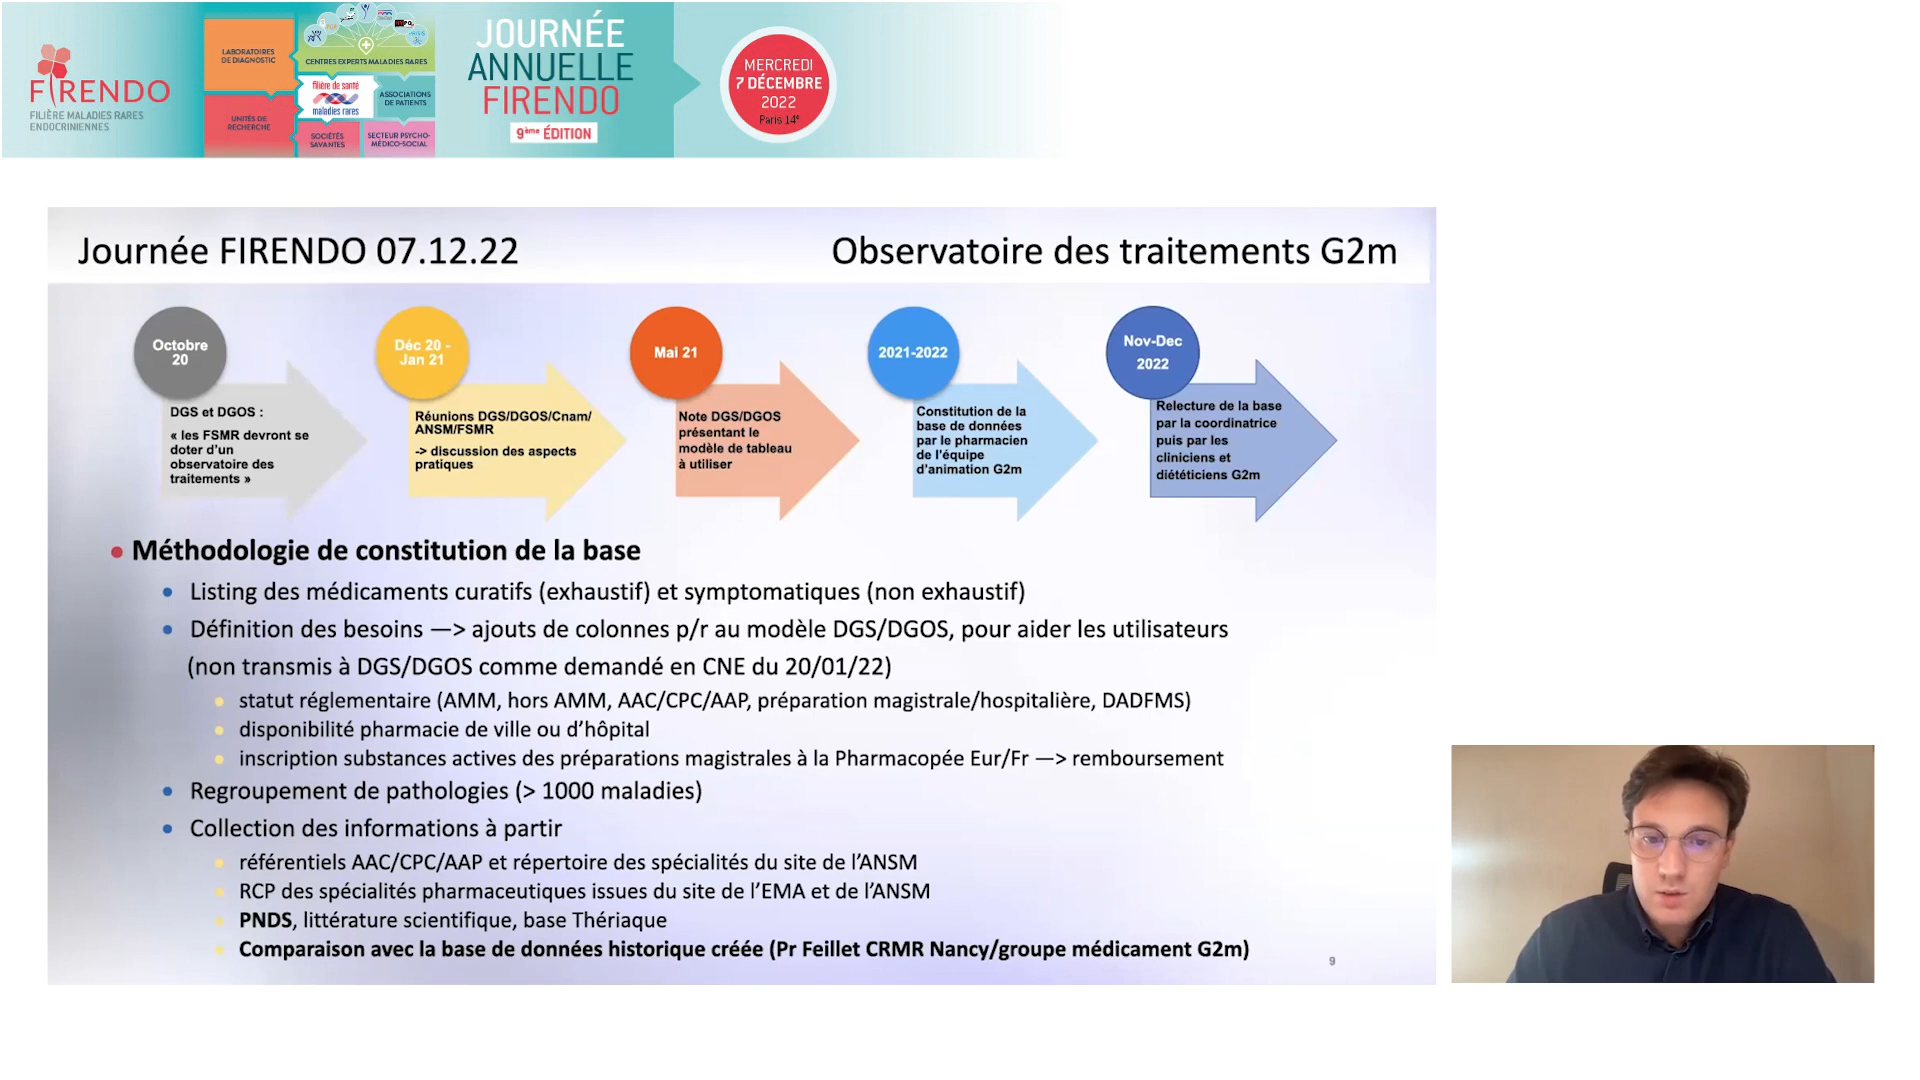 FIRENDO
FILIÈRE MALADIES RARES
ENDOCRINIENNES
LABORATOIRES
DE DIAGNOSTIC
UNITÉS DE
RECHERCHE
CENTRES EXPERTS MALADIES RARES
filière de santé
maladies rares
ASSOCIATIONS
DE PATIENTS
SOCIÉTÉS
SAVANTES
SECTEUR PSYCHO-
MÉDICO-SOCIAL
JOURNÉE
ANNUELLE
FIRENDO
9ème ÉDITION
MERCREDI
7 DÉCEMBRE
2022
Paris 14e
Journée FIRENDO 07.12.22
Observatoire des traitements G2m
Octobre
20
DGS et DGOS :
« les FSMR devront se
doter d'un
observatoire des
traitements »
Déc 20 -
Jan 21
Réunions DGS/DGOS/Cnam/
ANSM/FSMR
-> discussion des aspects
pratiques
Mai 21
Note DGS/DGOS
présentant le
modèle de tableau
à utiliser
2021-2022
Constitution de la
base de données
par le pharmacien
de l'équipe
d'animation G2m
Nov-Dec
2022
Relecture de la base
par la coordinatrice
puis par les
cliniciens et
diététiciens G2m
• Méthodologie de constitution de la base
• Listing des médicaments curatifs (exhaustif) et symptomatiques (non exhaustif)
• Définition des besoins —> ajouts de colonnes p/r au modèle DGS/DGOS, pour aider les utilisateurs
(non transmis à DGS/DGOS comme demandé en CNE du 20/01/22)
• statut réglementaire (AMM, hors AMM, AAC/CPC/AAP, préparation magistrale/hospitalière, DADFMS)
• disponibilité pharmacie de ville ou d'hôpital
• inscription substances actives des préparations magistrales à la Pharmacopée Eur/Fr —> remboursement
• Regroupement de pathologies (> 1000 maladies)
• Collection des informations à partir
• référentiels AAC/CPC/AAP et répertoire des spécialités du site de l'ANSM
• RCP des spécialités pharmaceutiques issues du site de l'EMA et de l'ANSM
• PNDS, littérature scientifique, base Thériaque
• Comparaison avec la base de données historique créée (Pr Feillet CRMR Nancy/groupe médicament G2m)
9